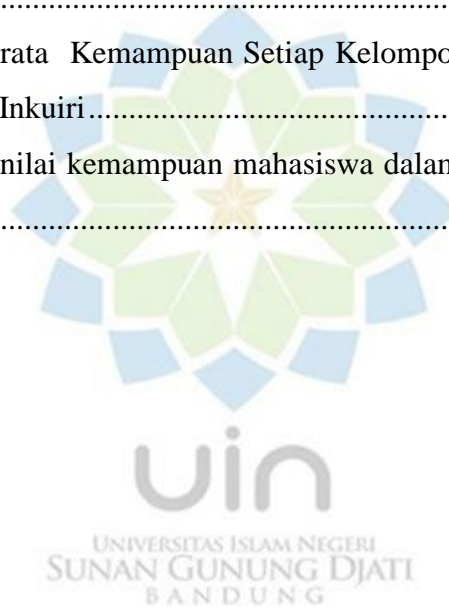 ................................................
rata Kemampuan Setiap Kelompo
Inkuiri................................................
nilai kemampuan mahasiswa dalam
................................................
uin
UNIVERSITAS ISLAM NEGERI
SUNAN GUNUNG DJATI
BANDUNG